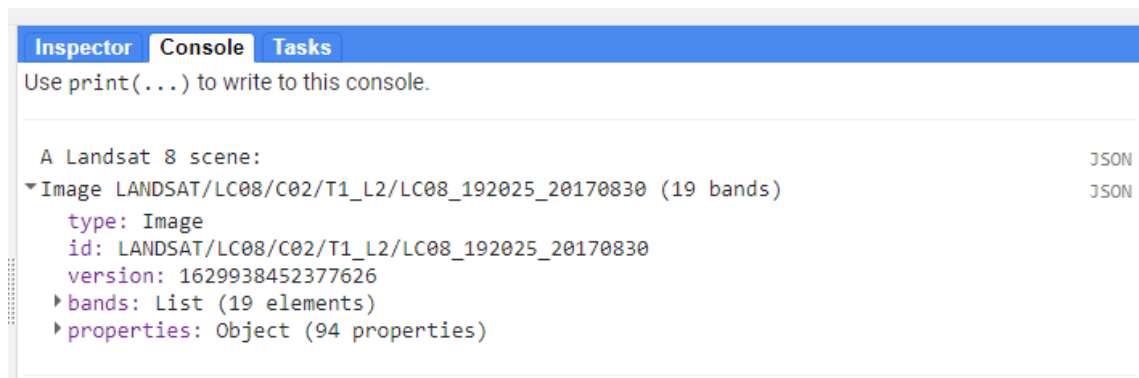 Inspector Console Tasks
Use print(...) to write to this console.
A Landsat 8 scene: JSON
Image LANDSAT/LC08/C02/T1_L2/LC08_192025_20170830 (19 bands) JSON
type: Image
id: LANDSAT/LC08/C02/T1_L2/LC08_192025_20170830
version: 1629938452377626
bands: List (19 elements)
properties: Object (94 properties)